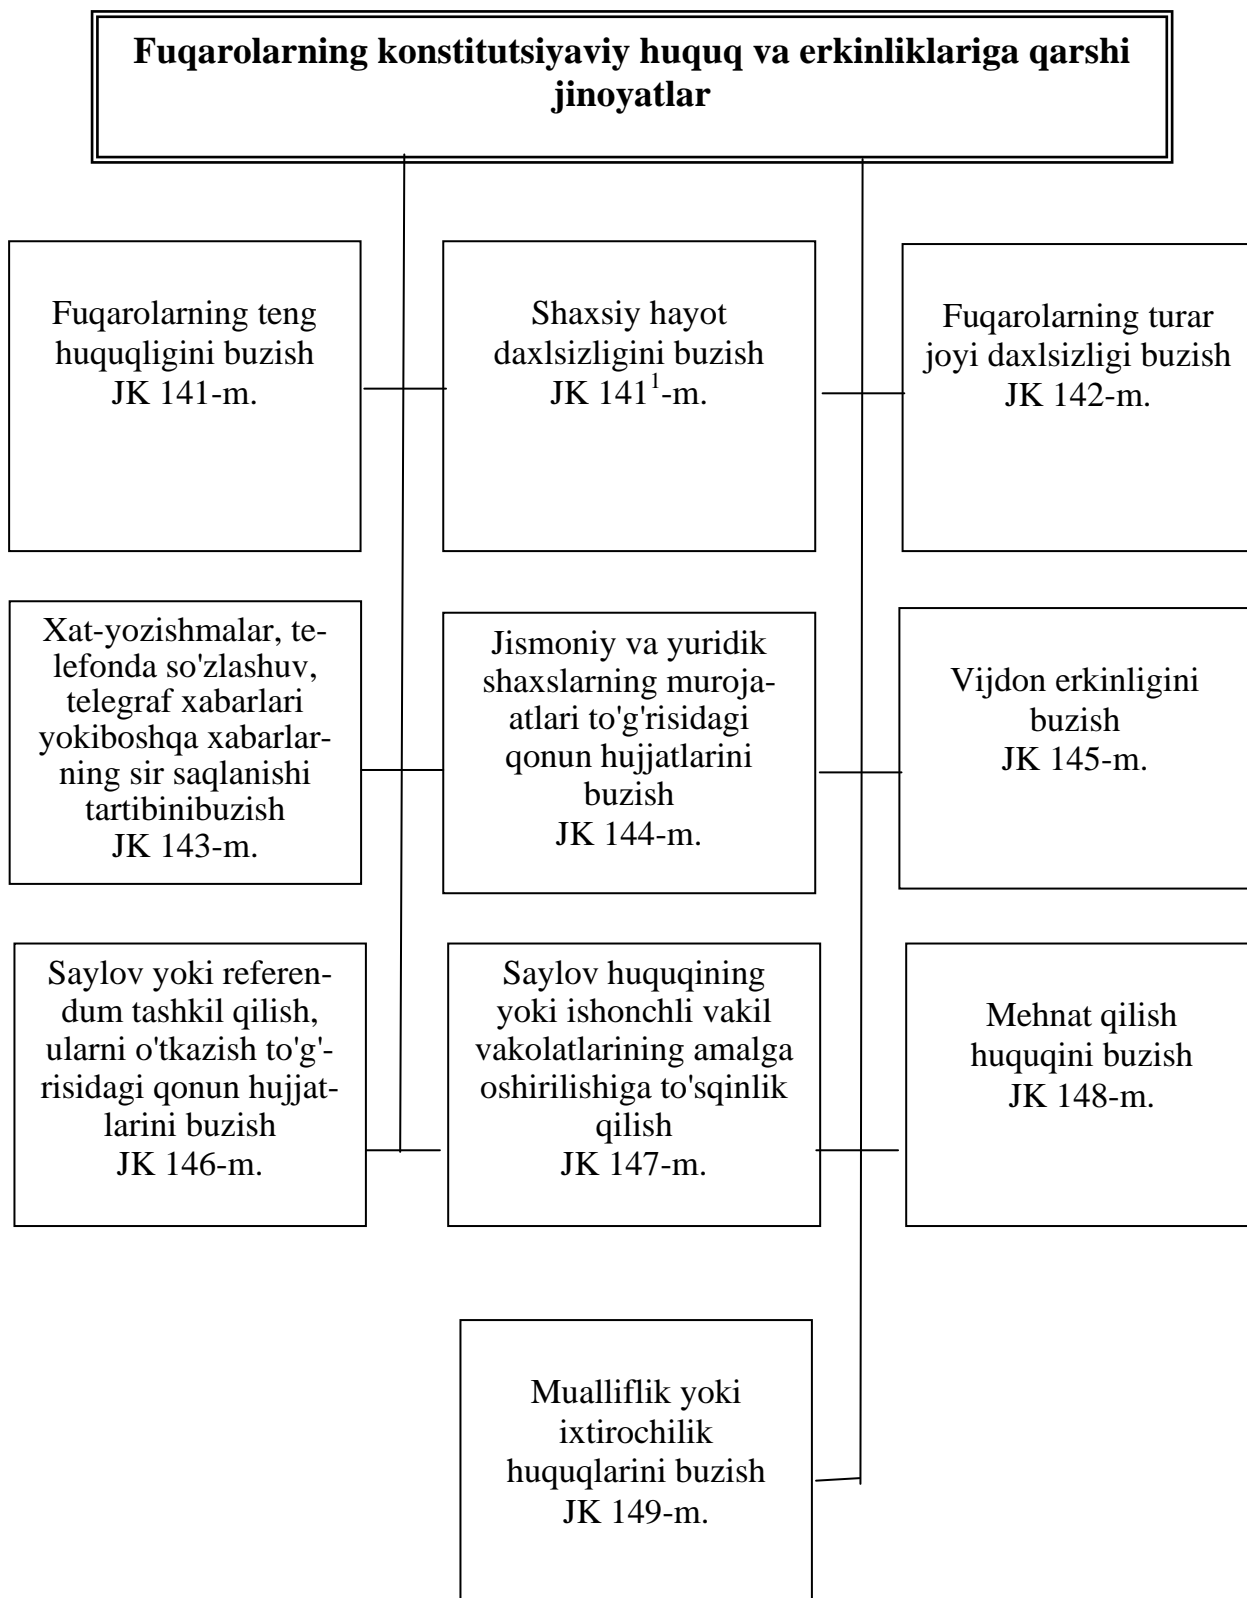 Fuqarolarning konstitutsiyaviy huquq va erkinliklariga qarshi
jinoyatlar
Fuqarolarning teng
huquqligini buzish
JK 141-m.
Shaxsiy hayot
daxlsizligini buzish
JK 141¹-m.
Fuqarolarning turar
joyi daxlsizligi buzish
JK 142-m.
Xat-yozishmalar, te-
lefonda so'zlashuv,
telegraf xabarlari
yokiboshqa xabarlar-
ning sir saqlanishi
tartibinibuzish
JK 143-m.
Jismoniy va yuridik
shaxslarning muroja-
atlari to'g'risidagi
qonun hujjatlarini
buzish
JK 144-m.
Vijdon erkinligini
buzish
JK 145-m.
Saylov yoki referen-
dum tashkil qilish,
ularni o'tkazish to'g'-
risidagi qonun hujjat-
larini buzish
JK 146-m.
Saylov huquqining
yoki ishonchli vakil
vakolatlarining amalga
oshirilishiga to'sqinlik
qilish
JK 147-m.
Mehnat qilish
huquqini buzish
JK 148-m.
Mualliflik yoki
ixtirochilik
huquqlarini buzish
JK 149-m.